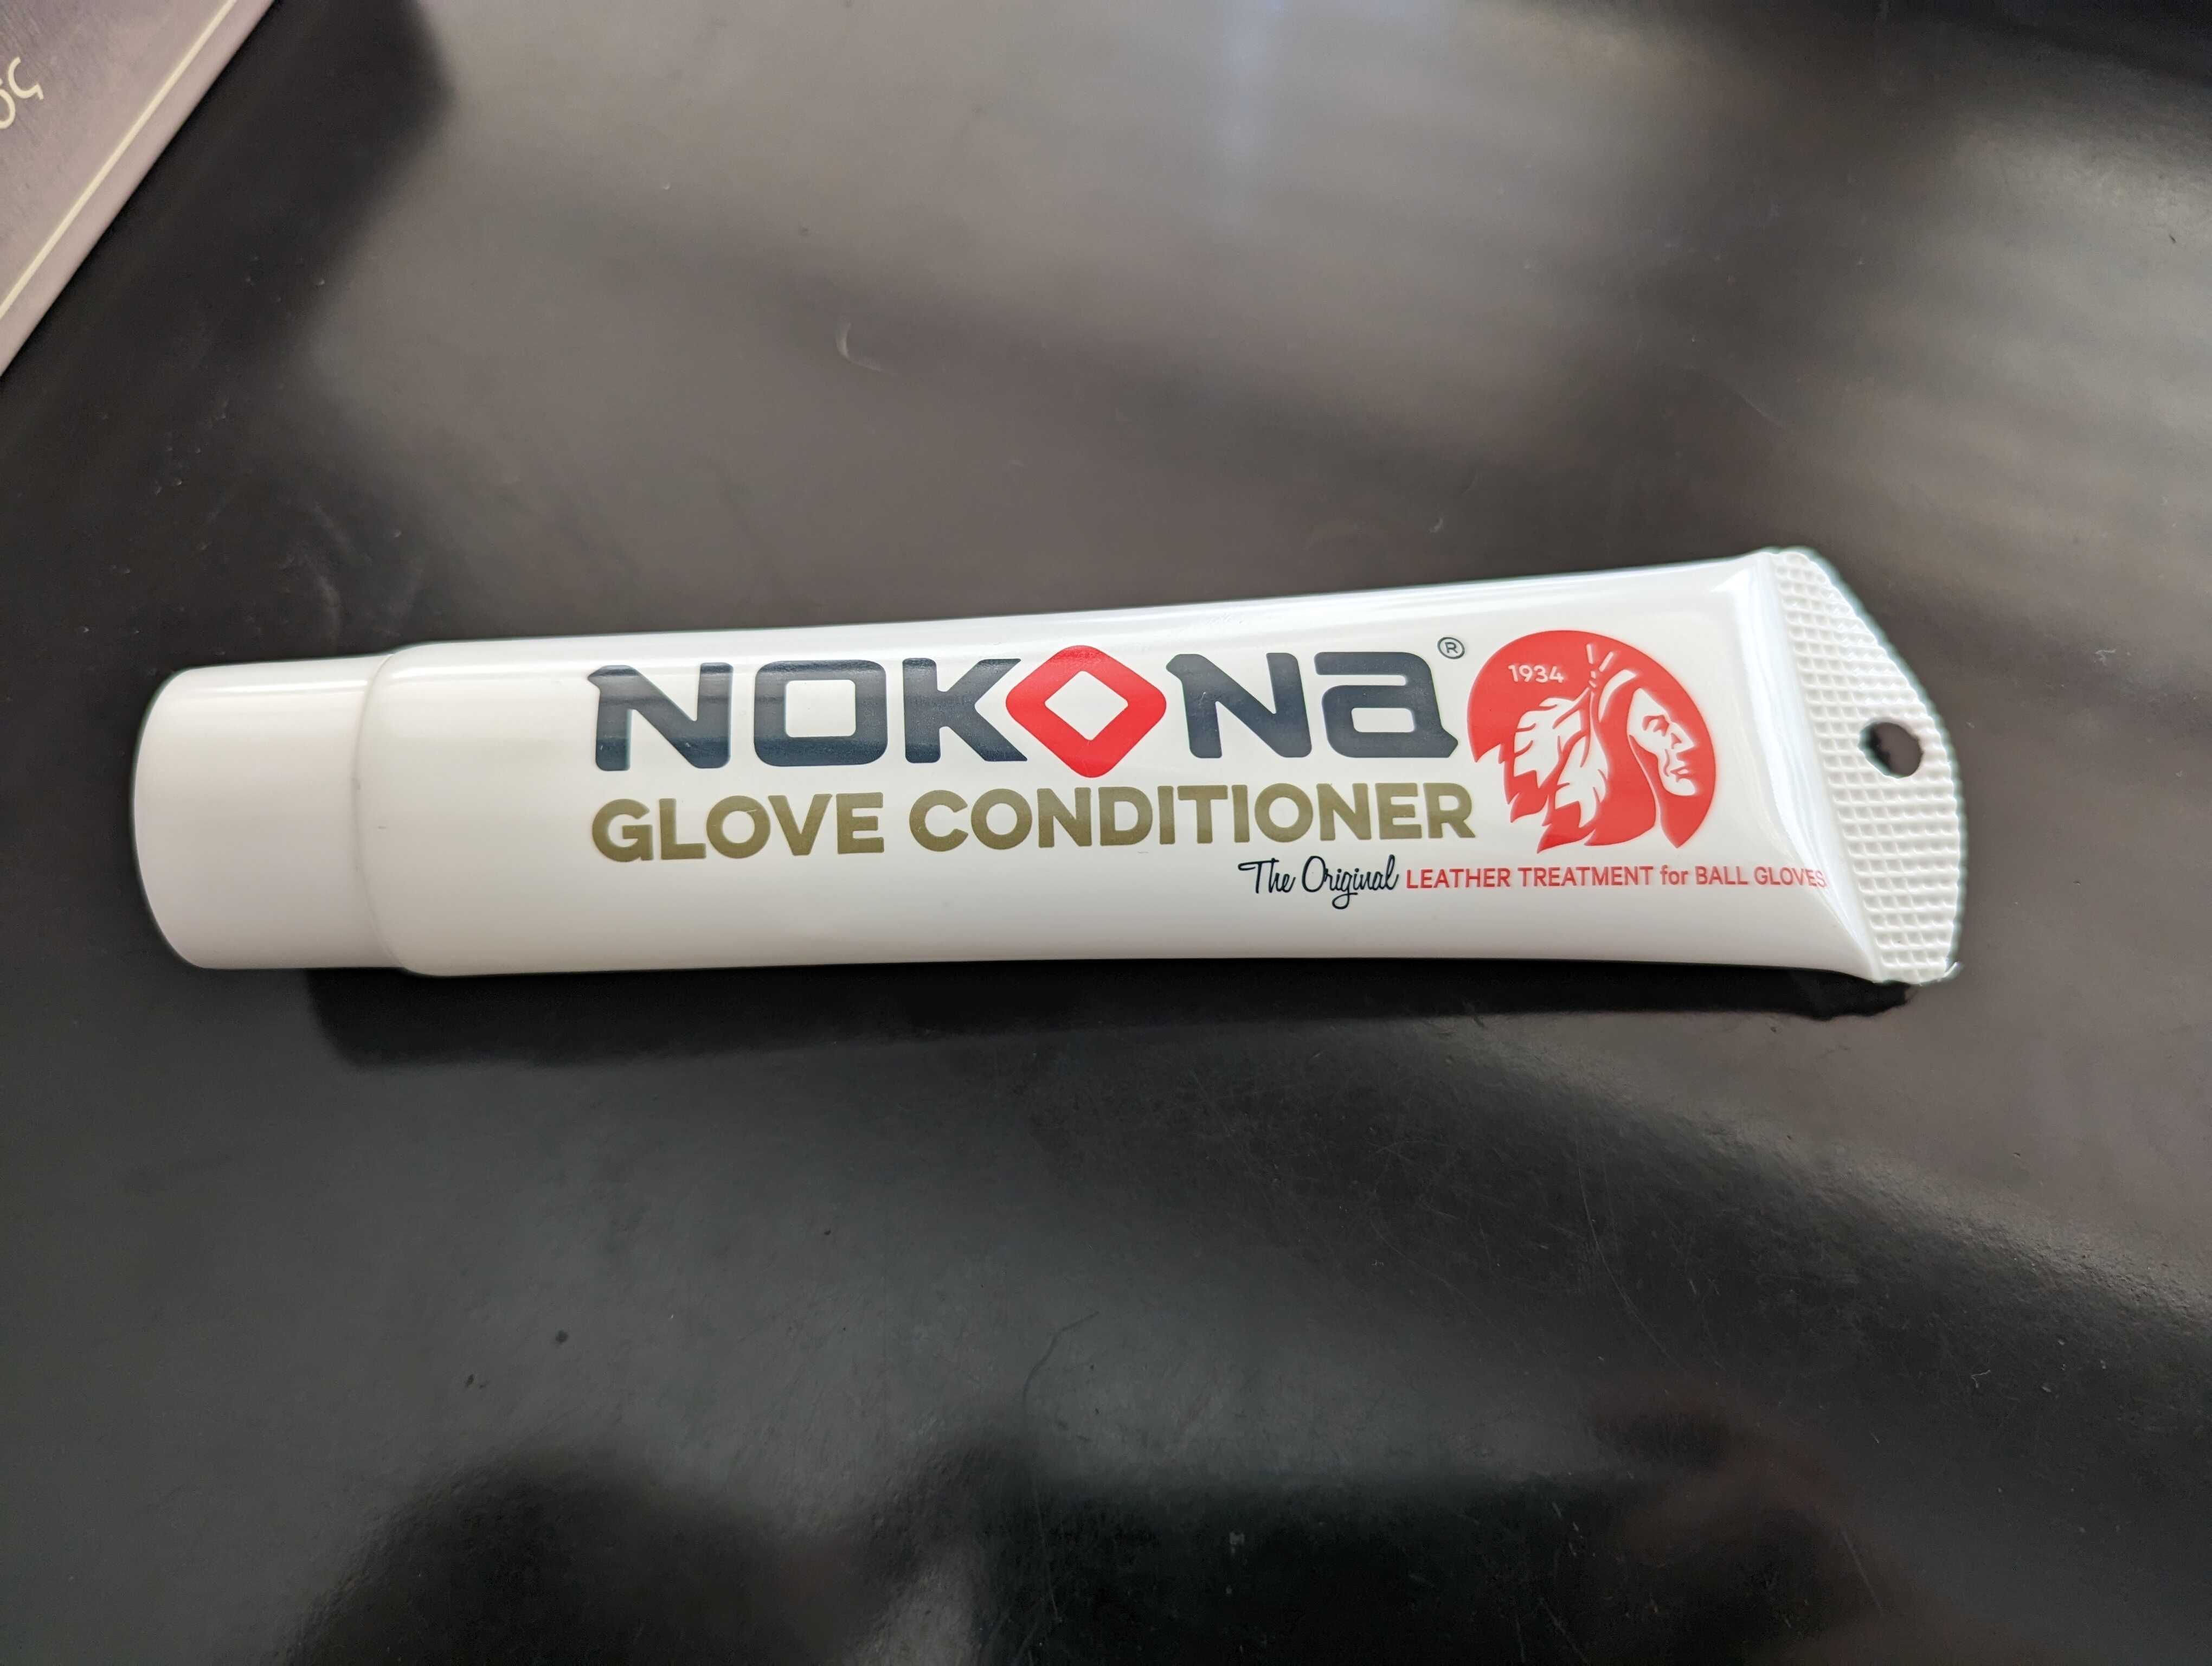 NOKONA®
1934
GLOVE CONDITIONER
The Original LEATHER TREATMENT for BALL GLOVES